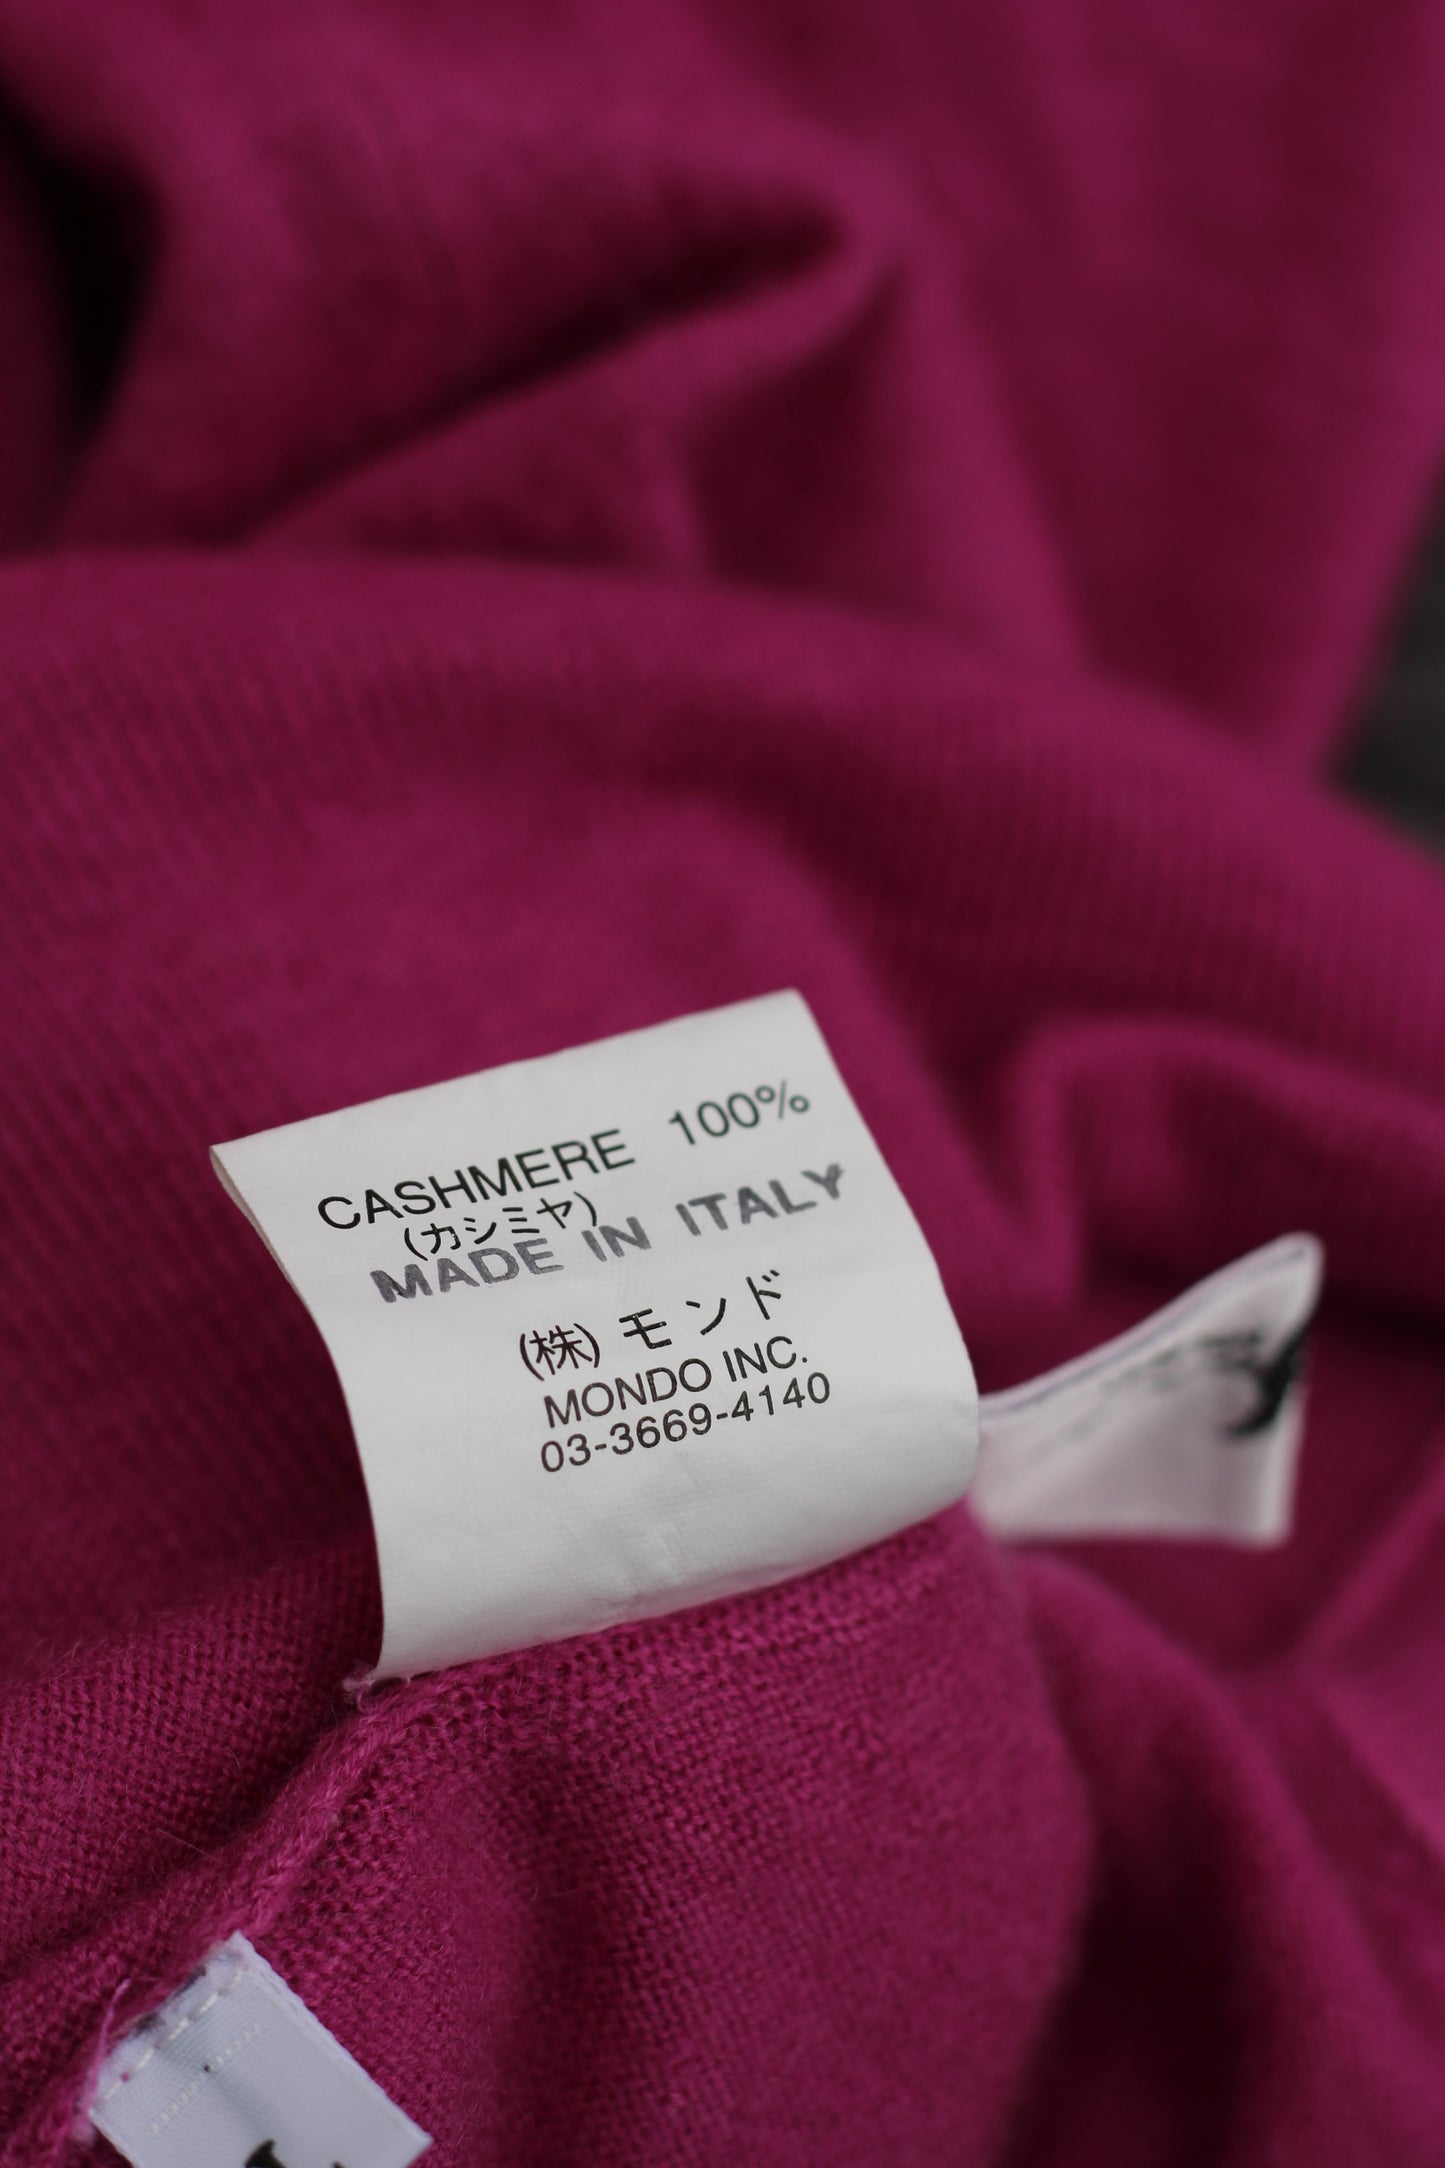 CASHMERE 100%
(カシミヤ)
MADE IN ITALY
(株) モンド
MONDO INC.
03-3669-4140